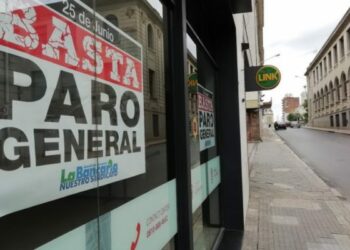 25 de Junio
BASTA
PARO
GENERAL
La Bancaria
NUESTRO SINDICATO
BASTA
PARO
GENERAL
LINK